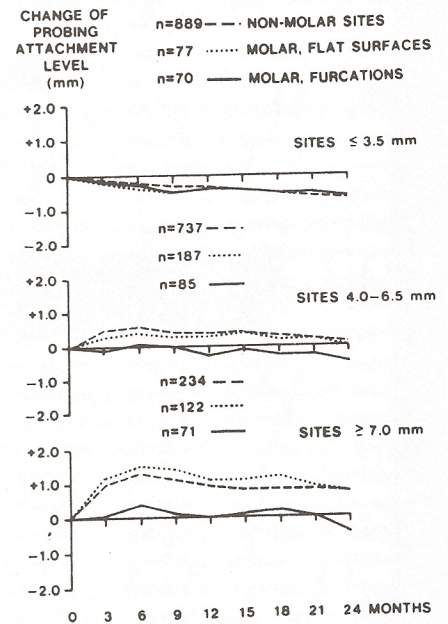 CHANGE OF
PROBING
ATTACHMENT
LEVEL
(mm)
n=889 NON-MOLAR SITES
n=77 MOLAR, FLAT SURFACES
n=70 MOLAR, FURCATIONS
+2.0
+1.0
0
-1.0
-2.0
SITES ≤ 3.5 mm
n=737
n=187
n=85
+2.0
+1.0
0
-1.0
-2.0
SITES 4.0-6.5 mm
n=234
n=122
n=71
+2.0
+1.0
0
-1.0
-2.0
SITES ≥ 7.0 mm
0 3 6 9 12 15 18 21 24 MONTHS